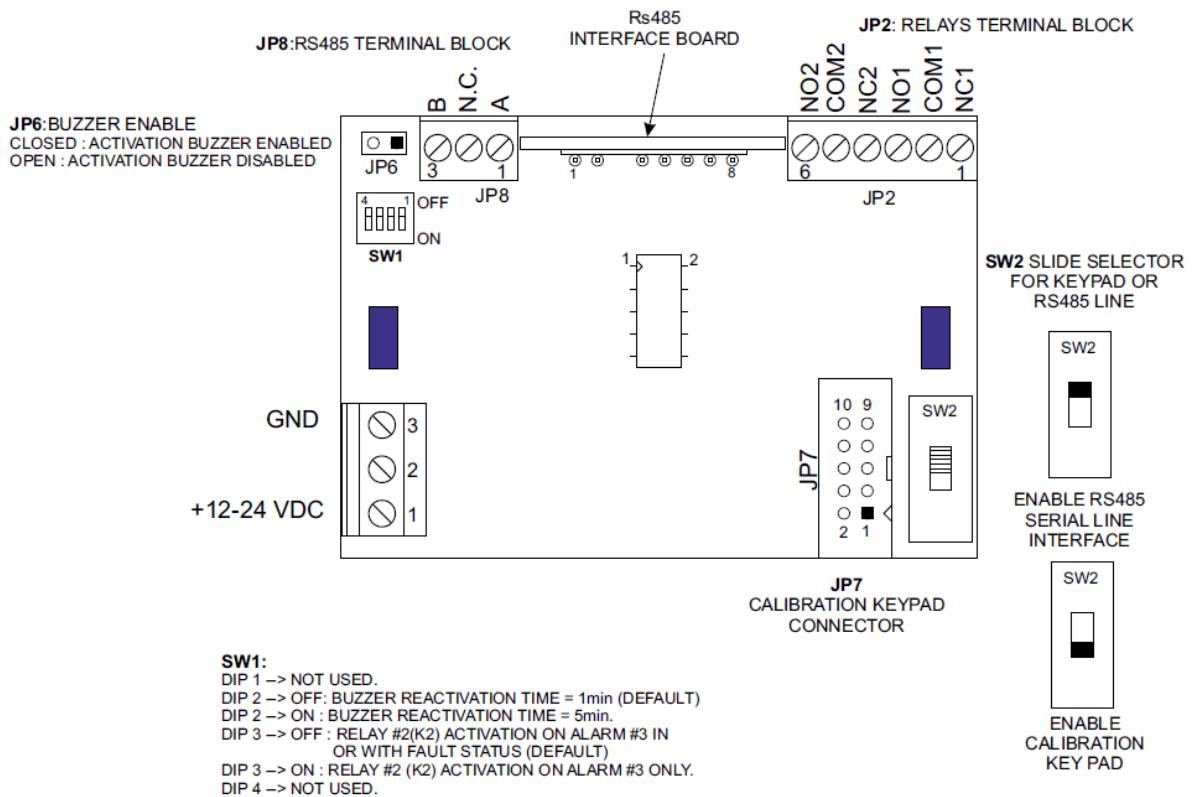 Rs485
INTERFACE BOARD
JP2: RELAYS TERMINAL BLOCK
JP8:RS485 TERMINAL BLOCK
NO2
COM2
NC2
NO1
COM1
NC1
B
N.C.
A
JP6:BUZZER ENABLE
CLOSED : ACTIVATION BUZZER ENABLED
OPEN : ACTIVATION BUZZER DISABLED
JP6
3 1
JP8
1 8
6 1
JP2
4 1 OFF
ON
SW1
1 2
SW2 SLIDE SELECTOR
FOR KEYPAD OR
RS485 LINE
SW2
ENABLE RS485
SERIAL LINE
INTERFACE
GND 3
2
+12-24 VDC 1
10 9
JP7
2 1
SW2
JP7
CALIBRATION KEYPAD
CONNECTOR
SW2
ENABLE
CALIBRATION
KEY PAD
SW1:
DIP 1 –> NOT USED.
DIP 2 –> OFF: BUZZER REACTIVATION TIME = 1min (DEFAULT)
DIP 2 –> ON : BUZZER REACTIVATION TIME = 5min.
DIP 3 –> OFF : RELAY #2(K2) ACTIVATION ON ALARM #3 IN
OR WITH FAULT STATUS (DEFAULT)
DIP 3 –> ON : RELAY #2 (K2) ACTIVATION ON ALARM #3 ONLY.
DIP 4 –> NOT USED.